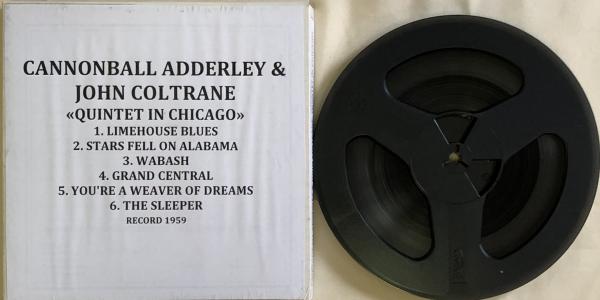 CANNONBALL ADDERLEY &
JOHN COLTRANE
«QUINTET IN CHICAGO»
1. LIMEHOUSE BLUES
2. STARS FELL ON ALABAMA
3. WABASH
4. GRAND CENTRAL
5. YOU'RE A WEAVER OF DREAMS
6. THE SLEEPER
RECORD 1959